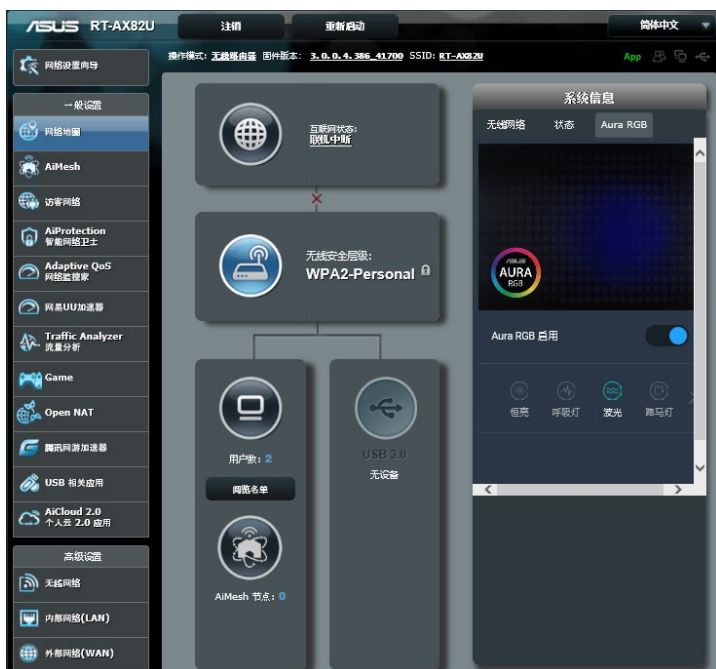 ASUS RT-AX82U
注销
重新启动
简体中文
操作模式: 无线路由器 固件版本: 3.0.0.4.386_41700 SSID: RT-AX82U
App
网络设置向导
一般设置
网络地图
AiMesh
访客网络
AiProtection
智能网络卫士
Adaptive QoS
网络监控家
网易UU加速器
Traffic Analyzer
流量分析
Game
Open NAT
腾讯网游加速器
USB 相关应用
AiCloud 2.0
个人云 2.0 应用
高级设置
无线网络
内部网络(LAN)
外部网络(WAN)
互联网状态:
联机中断
无线安全层级:
WPA2-Personal
用户数: 2
阅览名单
AiMesh 节点: 0
USB 3.0
无设备
系统信息
无线网络 状态 Aura RGB
ASUS
AURA
RGB
Aura RGB 启用
恒亮 呼吸灯 波光 跑马灯